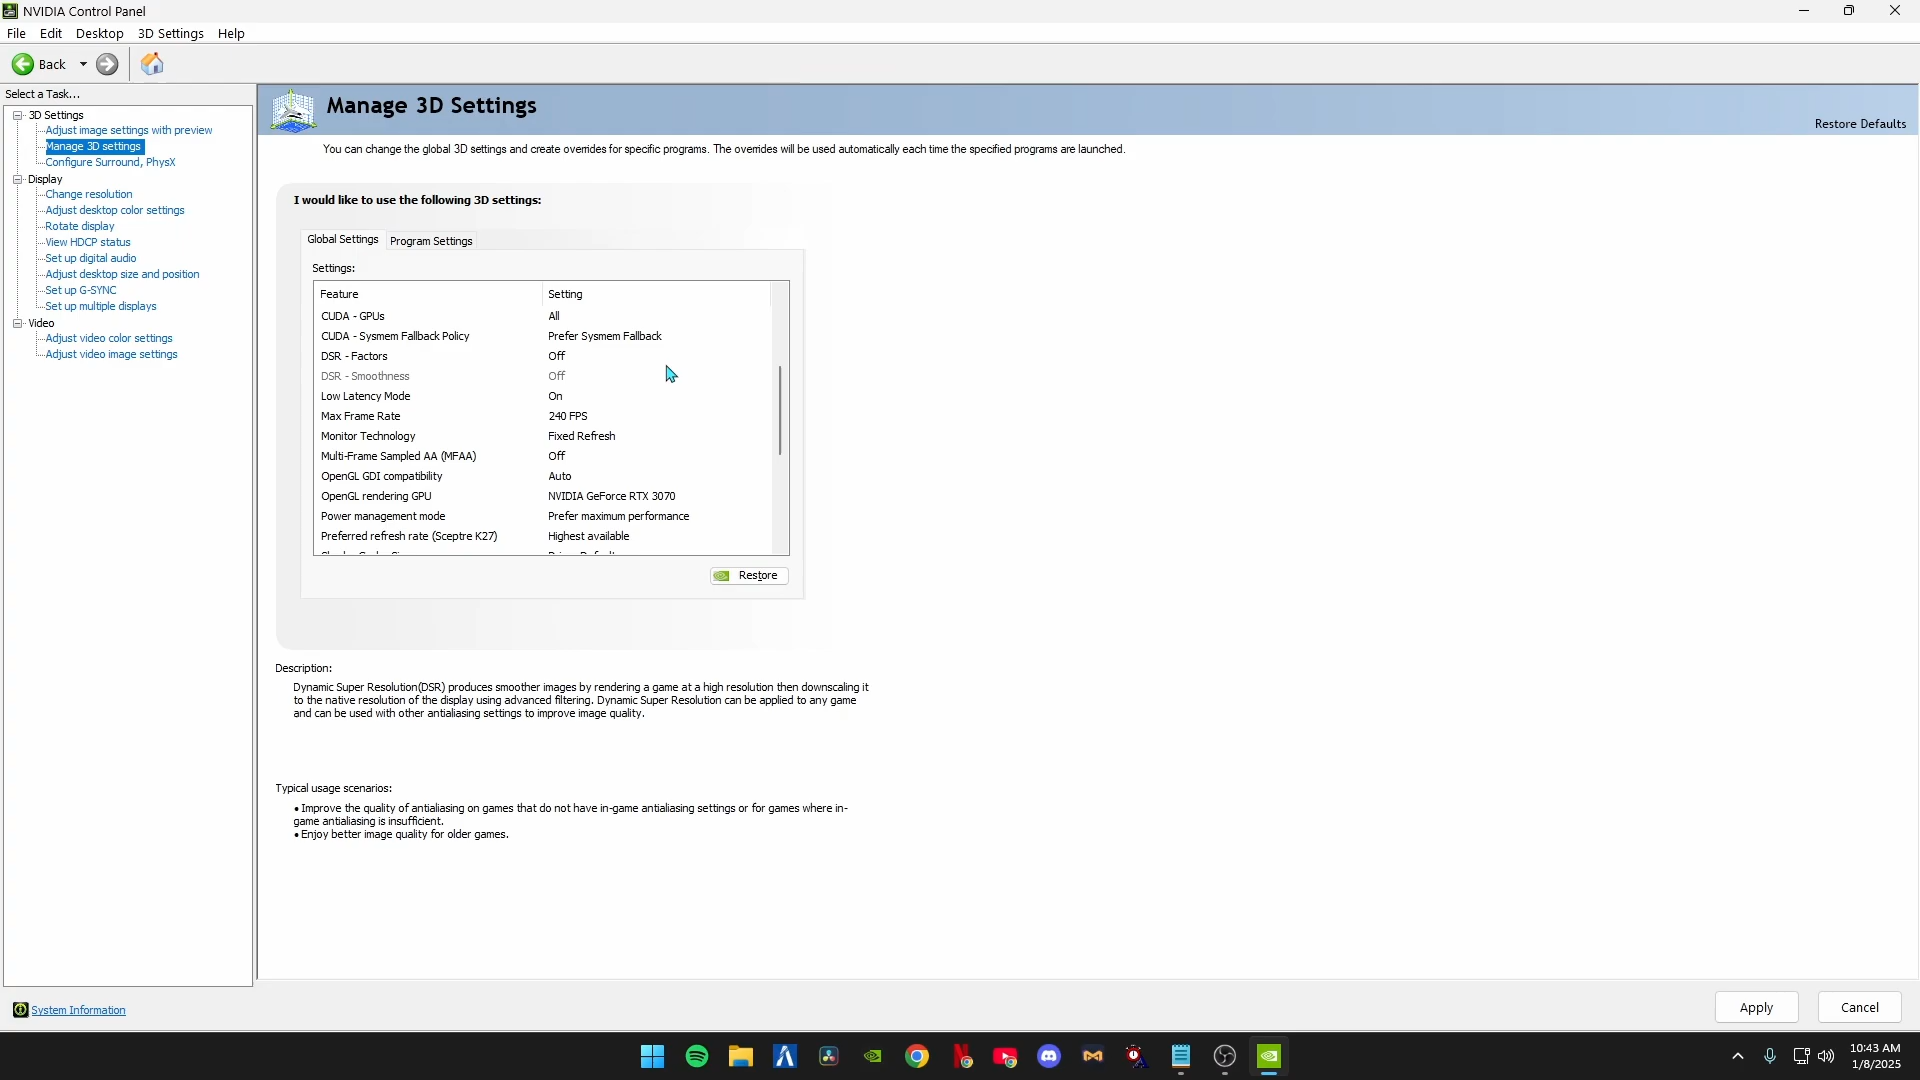 NVIDIA Control Panel
File Edit Desktop 3D Settings Help
Back
Select a Task...
3D Settings
Adjust image settings with preview
Manage 3D settings
Configure Surround, PhysX
Display
Change resolution
Adjust desktop color settings
Rotate display
View HDCP status
Set up digital audio
Adjust desktop size and position
Set up G-SYNC
Set up multiple displays
Video
Adjust video color settings
Adjust video image settings
System Information
Manage 3D Settings
Restore Defaults
You can change the global 3D settings and create overrides for specific programs. The overrides will be used automatically each time the specified programs are launched.
I would like to use the following 3D settings:
Global Settings Program Settings
Settings:
Feature Setting
CUDA - GPUs All
CUDA - Sysmem Fallback Policy Prefer Sysmem Fallback
DSR - Factors Off
DSR - Smoothness Off
Low Latency Mode On
Max Frame Rate 240 FPS
Monitor Technology Fixed Refresh
Multi-Frame Sampled AA (MFAA) Off
OpenGL GDI compatibility Auto
OpenGL rendering GPU NVIDIA GeForce RTX 3070
Power management mode Prefer maximum performance
Preferred refresh rate (Sceptre K27) Highest available
Restore
Description:
Dynamic Super Resolution(DSR) produces smoother images by rendering a game at a high resolution then downscaling it
to the native resolution of the display using advanced filtering. Dynamic Super Resolution can be applied to any game
and can be used with other antialiasing settings to improve image quality.
Typical usage scenarios:
• Improve the quality of antialiasing on games that do not have in-game antialiasing settings or for games where in-
game antialiasing is insufficient.
• Enjoy better image quality for older games.
Apply Cancel
10:43 AM
1/8/2025